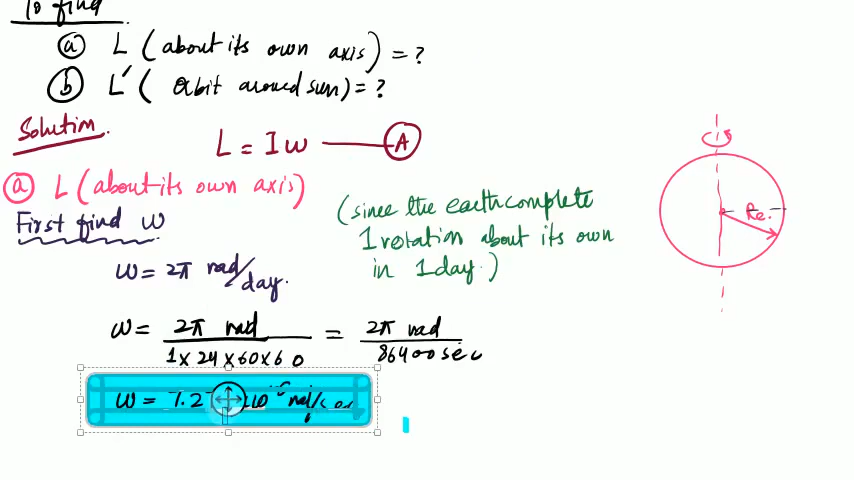 To find
(a) L (about its own axis) = ?
(b) L' ( Orbit around sun) = ?
Solution.
L = Iω —— (A)
(a) L (about its own axis)
First find ω
(since the earth complete
1 rotation about its own
in 1 day.)
Re.
ω = 2π rad/day.
ω = 2π rad / 1 x 24 x 60 x 60 = 2π rad / 86400 sec
ω = 7.2